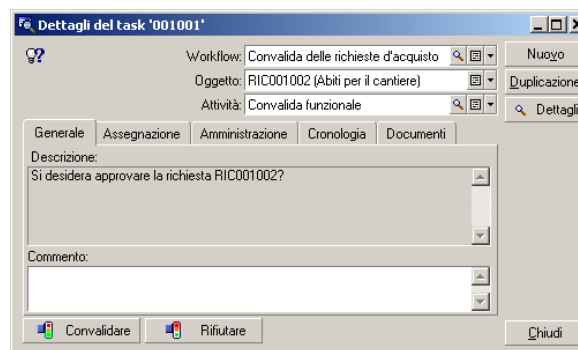 Dettagli del task '001001'
Workflow: Convalida delle richieste d'acquisto
Nuovo
Oggetto: RIC001002 (Abiti per il cantiere)
Duplicazione
Attività: Convalida funzionale
Dettagli
Generale Assegnazione Amministrazione Cronologia Documenti
Descrizione:
Si desidera approvare la richiesta RIC001002?
Commento:
Convalidare Rifiutare
Chiudi